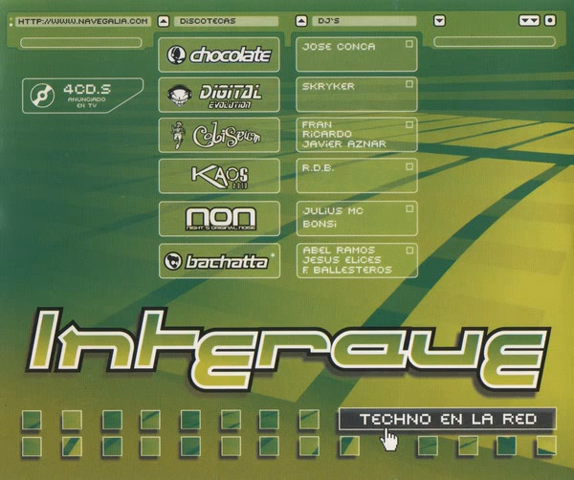 HTTP://WWW.NAVEGALIA.COM
DiSCOTECAS
DJ'S
4CD.S
ANUNCiADO
EN TV
chocolate
JOSE CONCA
DiGiTAL
EVOLUTiON
SKRYKER
CoLiSeum
FRAN
RiCARDO
JAViER AZNAR
KAOS
R.D.B.
non
NIGHT'S ORIGINAL NOISE
JULiUS MC
BONSi
bachatta
ABEL RAMOS
JESUS ELiCES
F BALLESTEROS
Interave
TECHNO EN LA RED